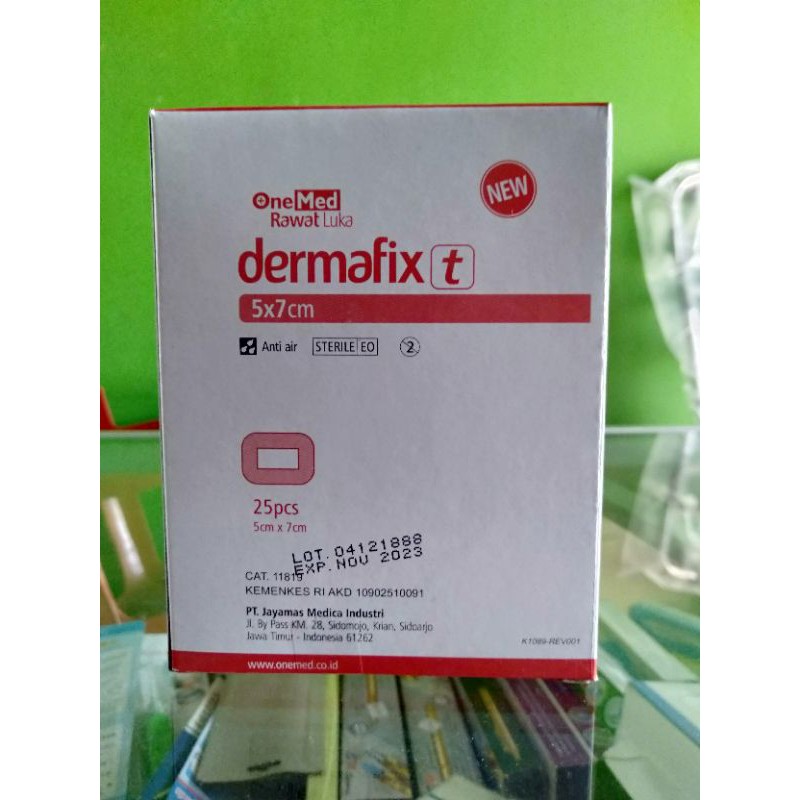 NEW
OneMed
Rawat Luka
dermafix t
5x7cm
Anti air STERILE EO 2
25pcs
5cm x 7cm
LOT. 04121888
EXP. NOV 2023
CAT. 11819
KEMENKES RI AKD 10902510091
PT. Jayamas Medica Industri
Jl. By Pass KM. 28, Sidomojo, Krian, Sidoarjo
Jawa Timur - Indonesia 61262
K1089-REV001
www.onemed.co.id